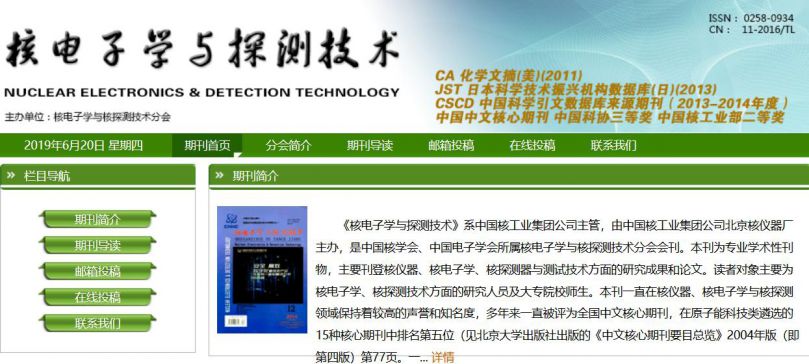 ISSN： 0258-0934
CN： 11-2016/TL
核电子学与探测技术
NUCLEAR ELECTRONICS & DETECTION TECHNOLOGY
主办单位：核电子学与核探测技术分会
CA 化学文摘(美)(2011)
JST 日本科学技术振兴机构数据库(日)(2013)
CSCD 中国科学引文数据库来源期刊（2013-2014年度）
中国中文核心期刊 中国科协三等奖 中国核工业部二等奖
2019年6月20日 星期四 期刊首页 分会简介 期刊导读 邮箱投稿 在线投稿 联系我们
栏目导航
期刊简介
期刊导读
邮箱投稿
在线投稿
联系我们
期刊简介
核电子学与探测技术
《核电子学与探测技术》系中国核工业集团公司主管，由中国核工业集团公司北京核仪器厂
主办，是中国核学会、中国电子学会所属核电子学与核探测技术分会会刊。本刊为专业学术性刊
物，主要刊登核仪器、核电子学、核探测器与测试技术方面的研究成果和论文。读者对象主要为
核电子学、核探测技术方面的研究人员及大专院校师生。本刊一直在核仪器、核电子学与核探测
领域保持着较高的声誉和知名度，多年来一直被评为全国中文核心期刊，在原子能科技类遴选的
15种核心期刊中排名第五位（见北京大学出版社出版的《中文核心期刊要目总览》2004年版（即
第四版）第77页。一... 详情